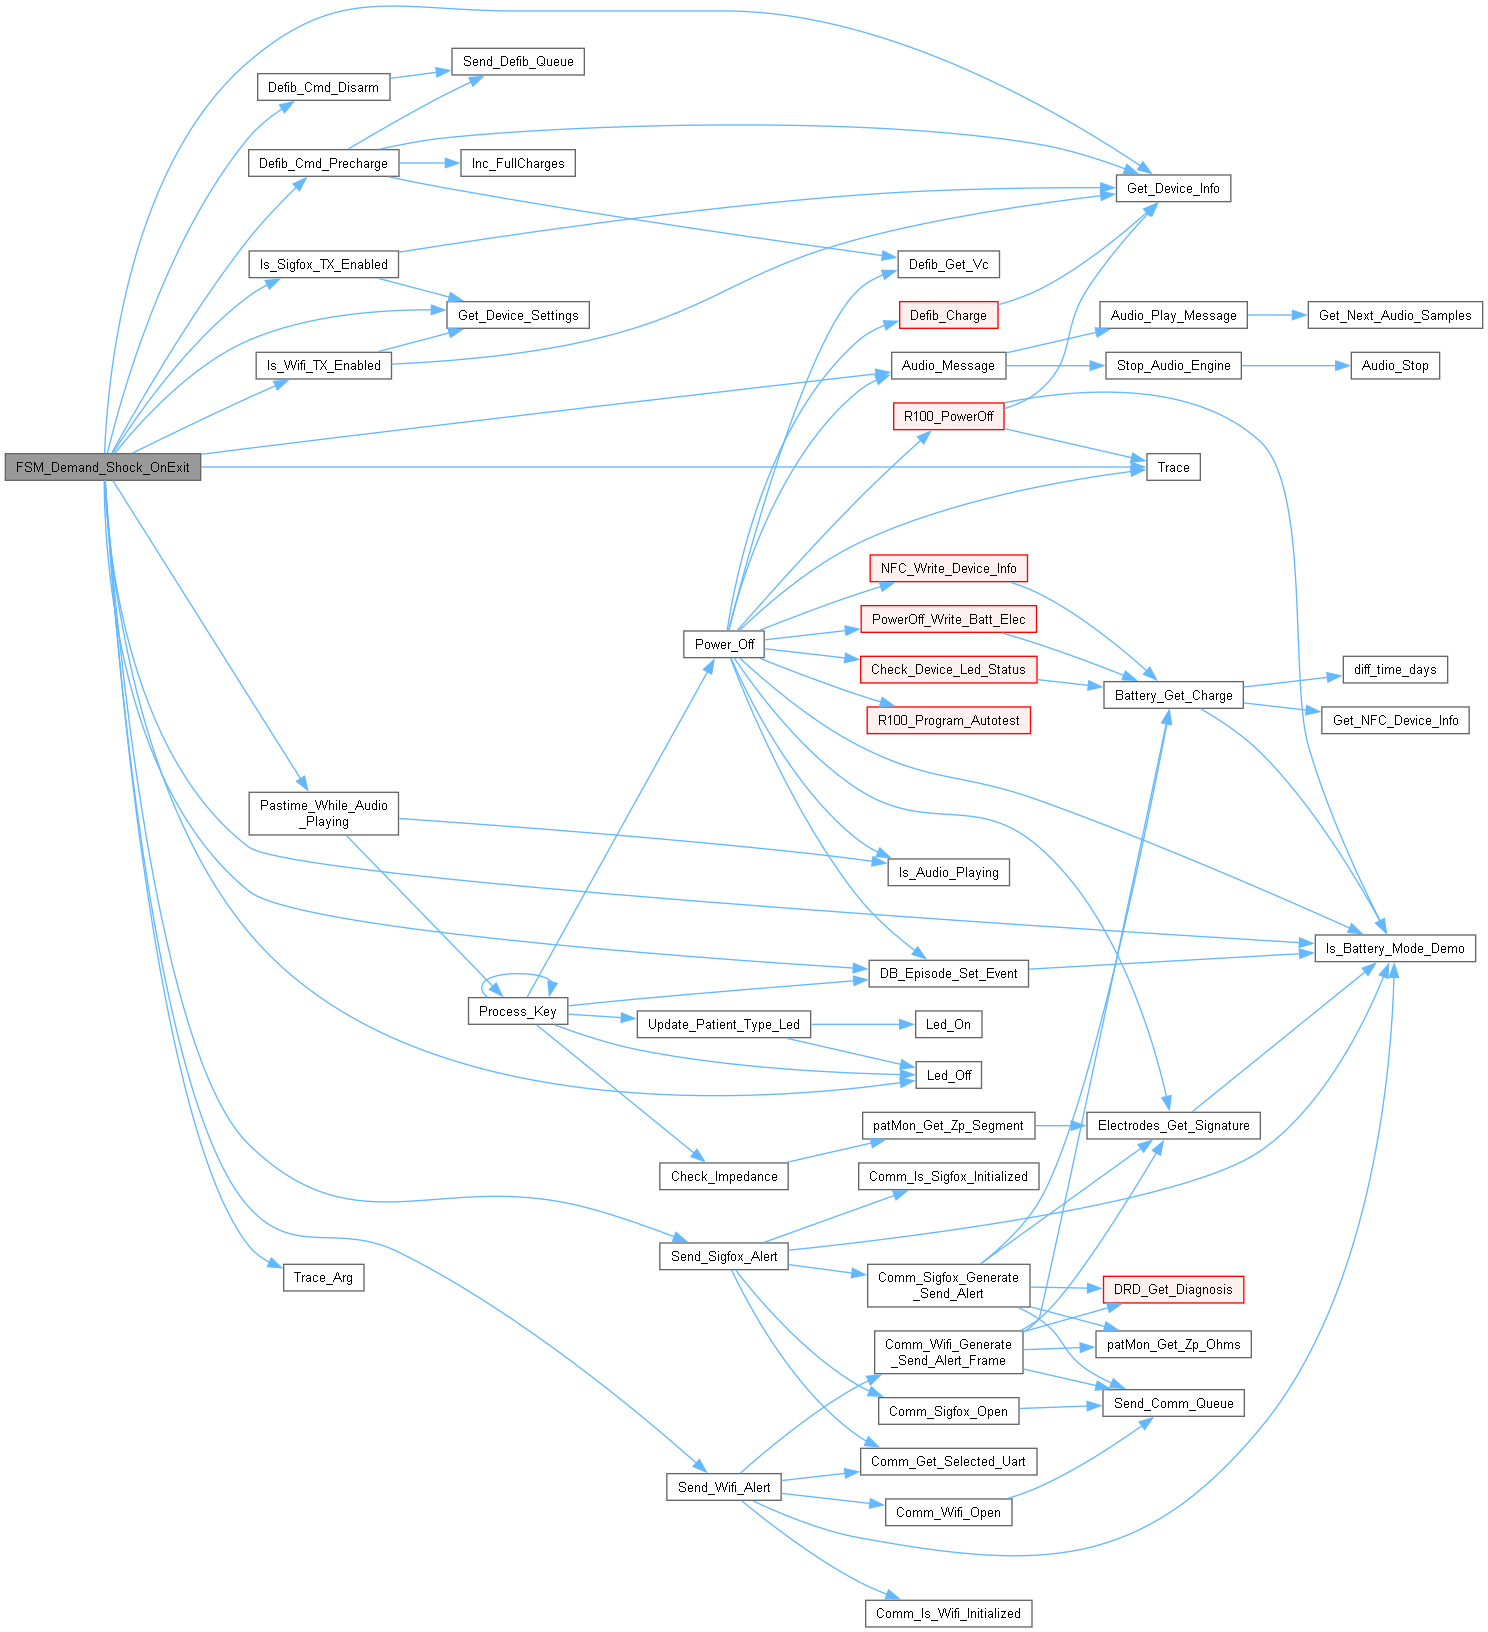 Send_Defib_Queue
Defib_Cmd_Disarm
Defib_Cmd_Precharge
Inc_FullCharges
Get_Device_Info
Is_Sigfox_TX_Enabled
Defib_Get_Vc
Get_Device_Settings
Defib_Charge
Audio_Play_Message
Get_Next_Audio_Samples
Is_Wifi_TX_Enabled
Audio_Message
Stop_Audio_Engine
Audio_Stop
R100_PowerOff
FSM_Demand_Shock_OnExit
Trace
NFC_Write_Device_Info
PowerOff_Write_Batt_Elec
Power_Off
Check_Device_Led_Status
diff_time_days
Battery_Get_Charge
R100_Program_Autotest
Get_NFC_Device_Info
Pastime_While_Audio
_Playing
Is_Audio_Playing
Is_Battery_Mode_Demo
DB_Episode_Set_Event
Process_Key
Update_Patient_Type_Led
Led_On
Led_Off
patMon_Get_Zp_Segment
Electrodes_Get_Signature
Check_Impedance
Comm_Is_Sigfox_Initialized
Send_Sigfox_Alert
Trace_Arg
Comm_Sigfox_Generate
_Send_Alert
DRD_Get_Diagnosis
Comm_Wifi_Generate
_Send_Alert_Frame
patMon_Get_Zp_Ohms
Comm_Sigfox_Open
Send_Comm_Queue
Comm_Get_Selected_Uart
Send_Wifi_Alert
Comm_Wifi_Open
Comm_Is_Wifi_Initialized